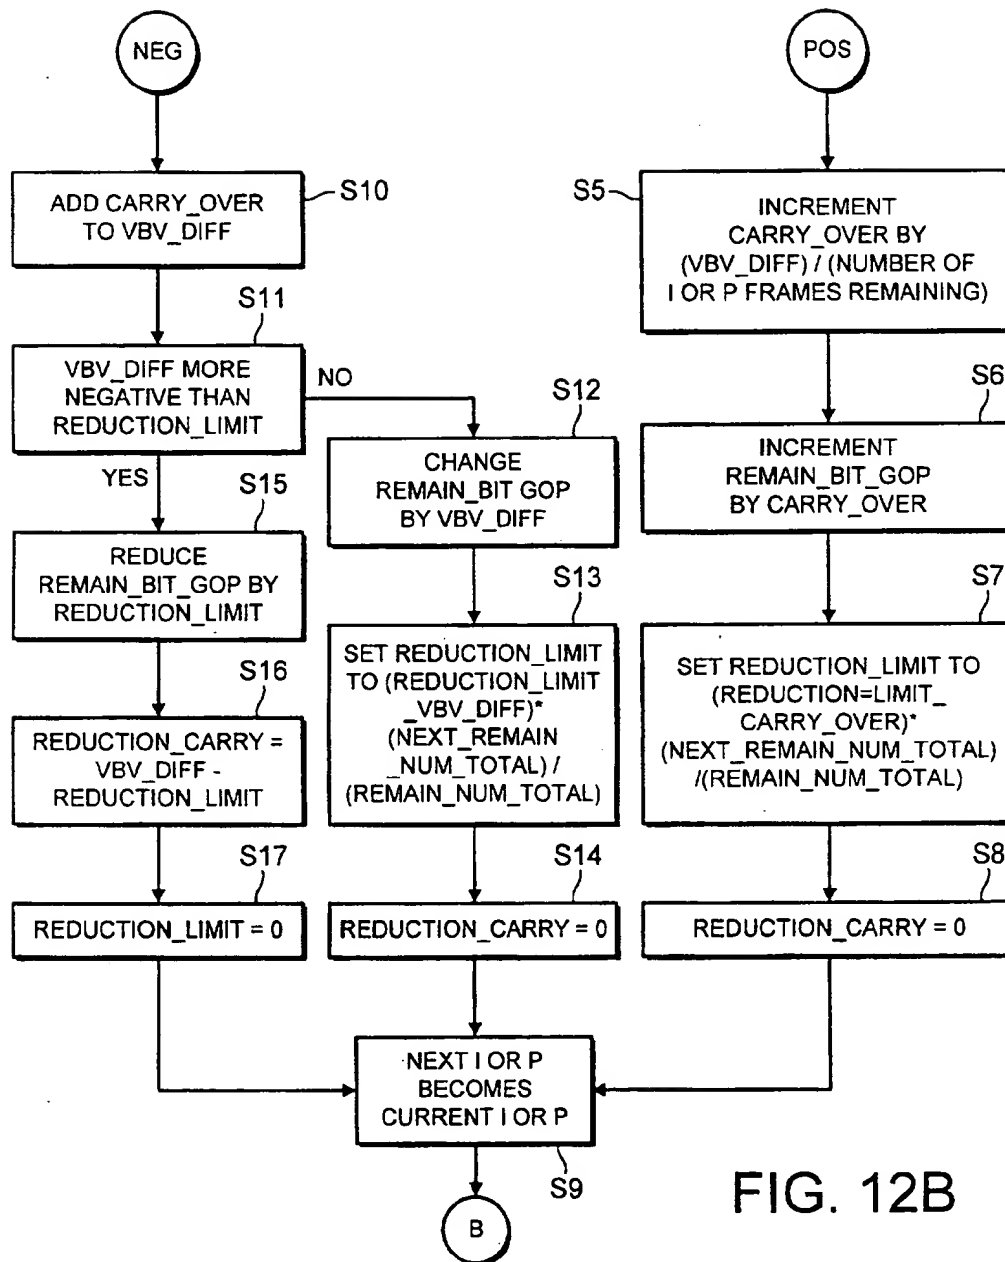 NEG
ADD CARRY_OVER
TO VBV_DIFF
S10
S11
VBV_DIFF MORE
NEGATIVE THAN
REDUCTION_LIMIT
NO
YES
S15
REDUCE
REMAIN_BIT_GOP BY
REDUCTION_LIMIT
S16
REDUCTION_CARRY =
VBV_DIFF -
REDUCTION_LIMIT
S17
REDUCTION_LIMIT = 0
S12
CHANGE
REMAIN_BIT GOP
BY VBV_DIFF
S13
SET REDUCTION_LIMIT
TO (REDUCTION_LIMIT
_VBV_DIFF)*
(NEXT_REMAIN
_NUM_TOTAL) /
(REMAIN_NUM_TOTAL)
S14
REDUCTION_CARRY = 0
POS
S5
INCREMENT
CARRY_OVER BY
(VBV_DIFF) / (NUMBER OF
I OR P FRAMES REMAINING)
S6
INCREMENT
REMAIN_BIT_GOP
BY CARRY_OVER
S7
SET REDUCTION_LIMIT TO
(REDUCTION=LIMIT_
CARRY_OVER)*
(NEXT_REMAIN_NUM_TOTAL)
/(REMAIN_NUM_TOTAL)
S8
REDUCTION_CARRY = 0
NEXT I OR P
BECOMES
CURRENT I OR P
S9
B
FIG. 12B